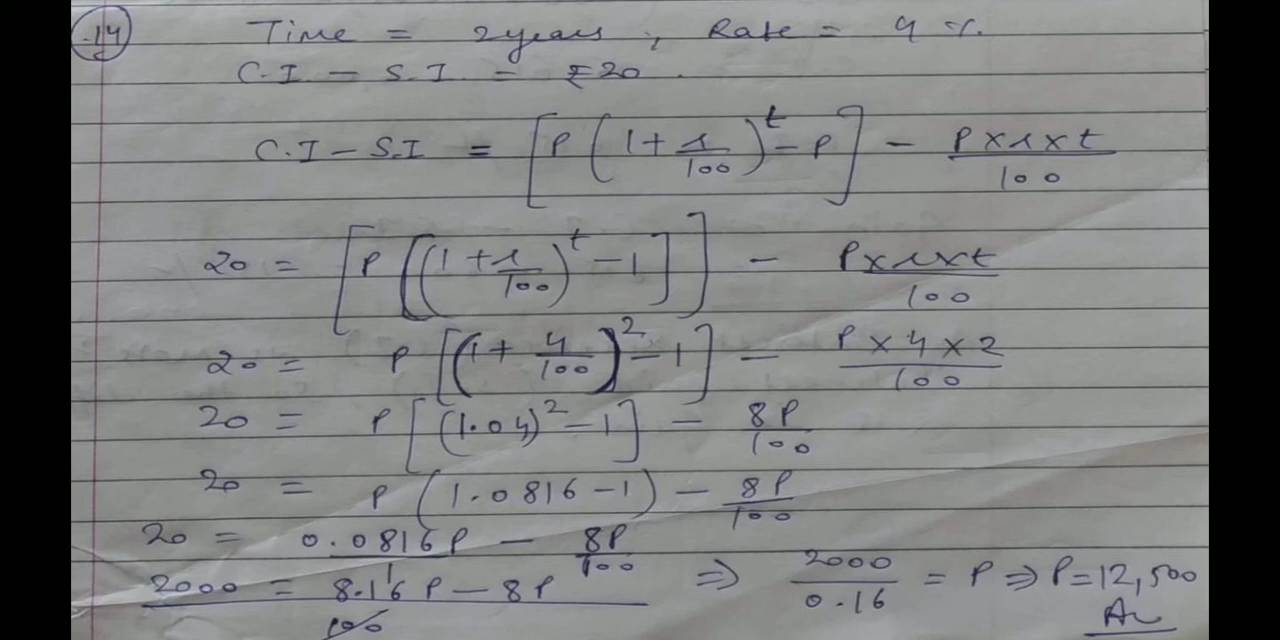 14 Time = 2 years, Rate = 4 %.
C.I – S.I. = ₹20.
C.I – S.I = [P(1 + r/100)^t – P] – P × r × t/100
20 = [P[(1 + r/100)^t – 1]] – P × r × t/100
20 = P[(1 + 4/100)^2 – 1] – P × 4 × 2/100
20 = P[(1.04)^2 – 1] – 8P/100
20 = P(1.0816 – 1) – 8P/100
20 = 0.0816P – 8P/100
2000 = 8.16P – 8P/100 ⇒ 2000/0.16 = P ⇒ P = 12,500